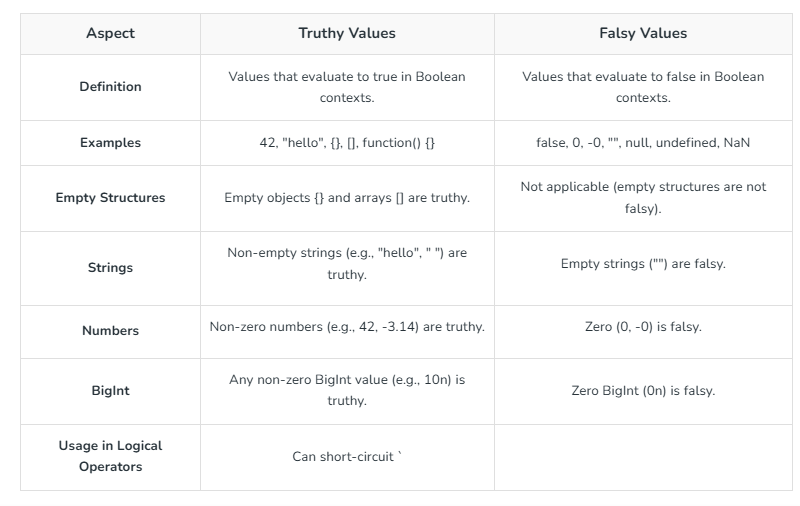 Aspect Truthy Values Falsy Values
Definition
Values that evaluate to true in Boolean
contexts.
Values that evaluate to false in Boolean
contexts.
Examples
42, "hello", {}, [], function() {}
false, 0, -0, "", null, undefined, NaN
Empty Structures
Empty objects {} and arrays [] are truthy.
Not applicable (empty structures are not
falsy).
Strings
Non-empty strings (e.g., "hello", " ") are
truthy.
Empty strings ("") are falsy.
Numbers
Non-zero numbers (e.g., 42, -3.14) are truthy.
Zero (0, -0) is falsy.
BigInt
Any non-zero BigInt value (e.g., 10n) is
truthy.
Zero BigInt (0n) is falsy.
Usage in Logical
Operators
Can short-circuit `